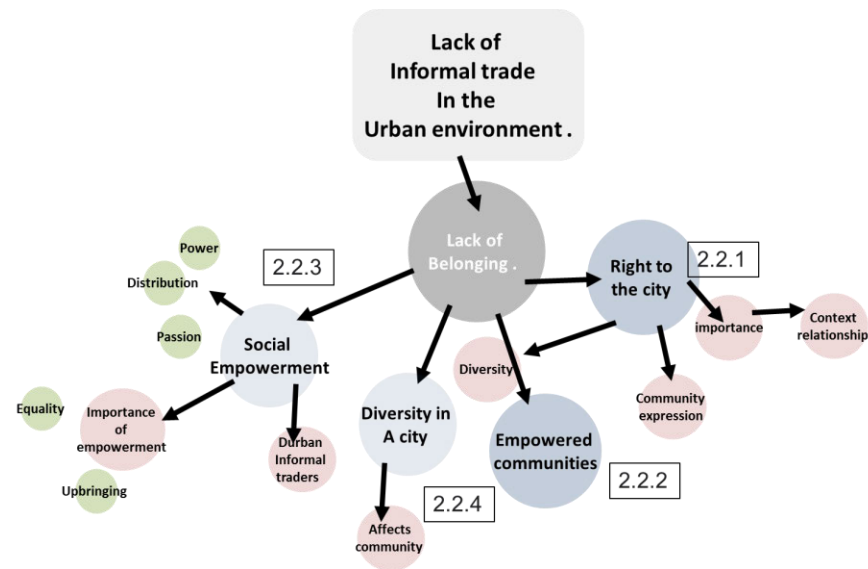 Lack of
Informal trade
In the
Urban environment .
Lack of
Belonging .
Power
2.2.3
Distribution
Passion
Social
Empowerment
Equality
Importance
of
empowerment
Upbringing
Durban
Informal
traders
Diversity in
A city
2.2.4
Affects
community
Diversity
Empowered
communities
2.2.2
Right to
the city
2.2.1
importance
Context
relationship
Community
expression